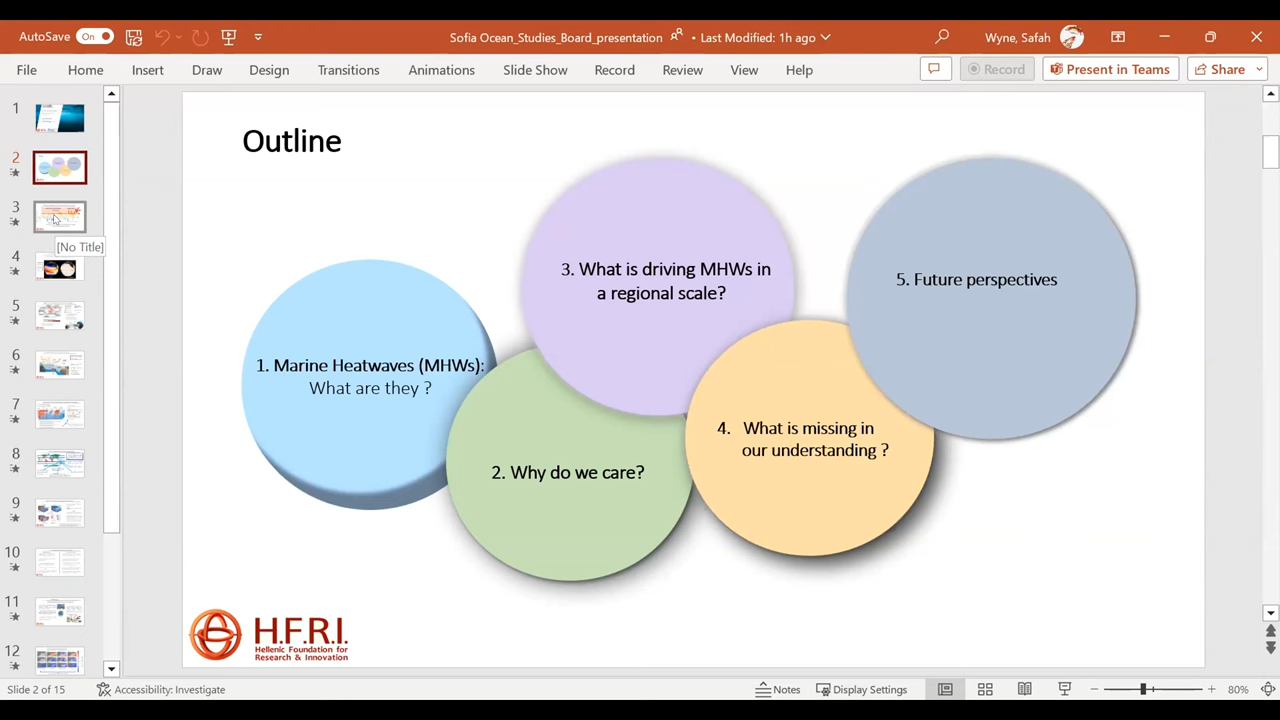 AutoSave
On
Sofia Ocean_Studies_Board_presentation
• Last Modified: 1h ago
Wyne, Safah
File
Home
Insert
Draw
Design
Transitions
Animations
Slide Show
Record
Review
View
Help
Record
Present in Teams
Share
1
2
3
[No Title]
4
5
6
7
8
9
10
11
12
Outline
1. Marine Heatwaves (MHWs):
What are they ?
2. Why do we care?
3. What is driving MHWs in
a regional scale?
4. What is missing in
our understanding ?
5. Future perspectives
H.F.R.I.
Hellenic Foundation for
Research & Innovation
Slide 2 of 15
Accessibility: Investigate
Notes
Display Settings
80%